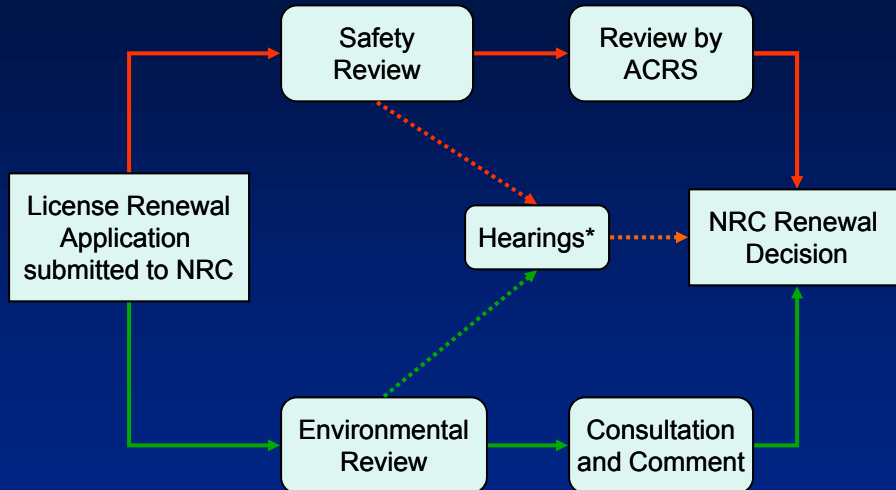 Safety
Review
Review by
ACRS
License Renewal
Application
submitted to NRC
Hearings*
NRC Renewal
Decision
Environmental
Review
Consultation
and Comment